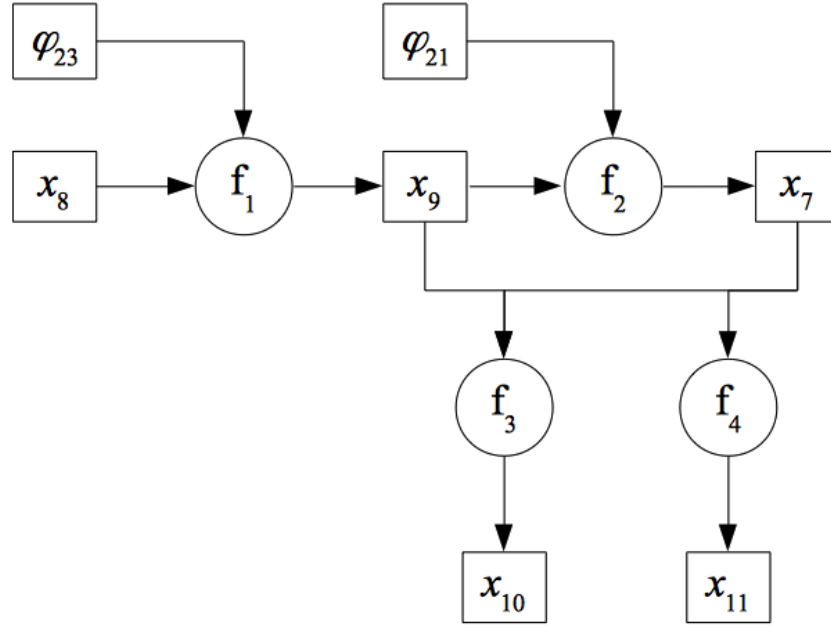 φ₂₃ φ₂₁
x₈ f₁ x₉ f₂ x₇
f₃ f₄
x₁₀ x₁₁